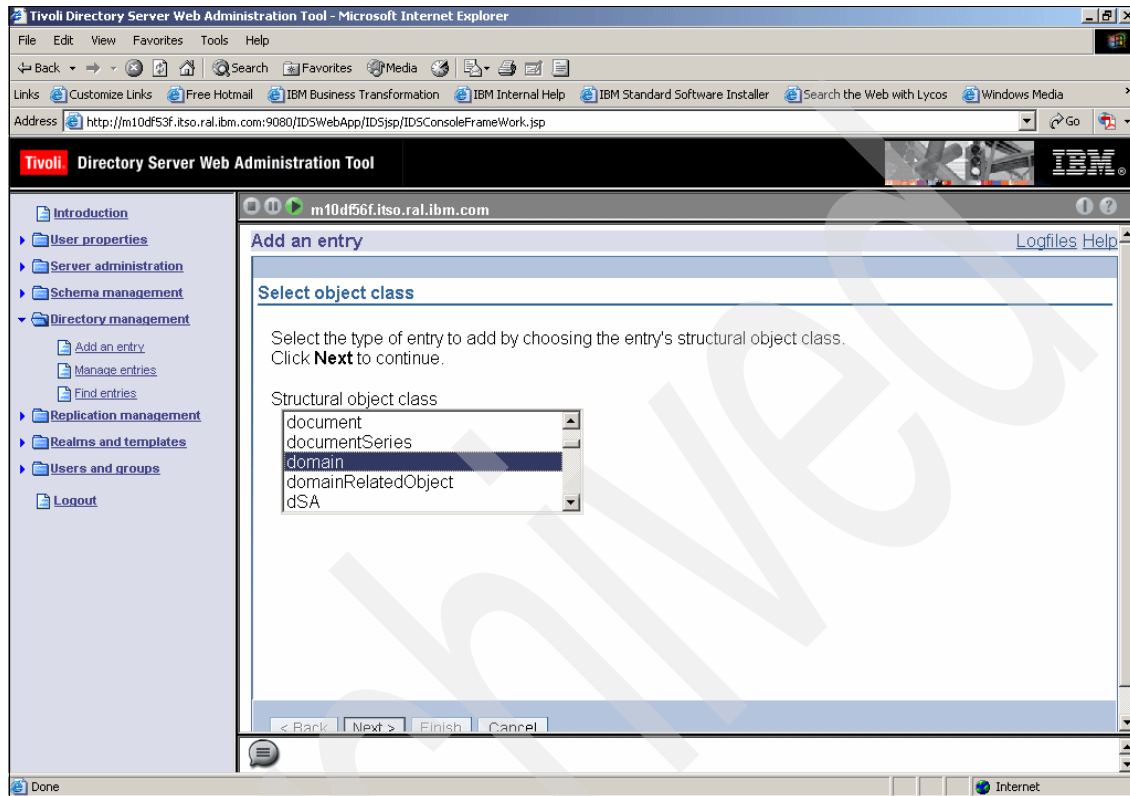 Tivoli Directory Server Web Administration Tool - Microsoft Internet Explorer
File Edit View Favorites Tools Help
Back Search Favorites Media
Links Customize Links Free Hotmail IBM Business Transformation IBM Internal Help IBM Standard Software Installer Search the Web with Lycos Windows Media
Address http://m10df53f.itso.ral.ibm.com:9080/IDSWebApp/IDSjsp/IDSConsoleFrameWork.jsp Go
Tivoli. Directory Server Web Administration Tool IBM
Introduction
User properties
Server administration
Schema management
Directory management
Add an entry
Manage entries
Find entries
Replication management
Realms and templates
Users and groups
Logout
m10df56f.itso.ral.ibm.com
Add an entry Logfiles Help
Select object class
Select the type of entry to add by choosing the entry's structural object class.
Click Next to continue.
Structural object class
document
documentSeries
domain
domainRelatedObject
dSA
< Back Next > Finish Cancel
Done Internet
hived